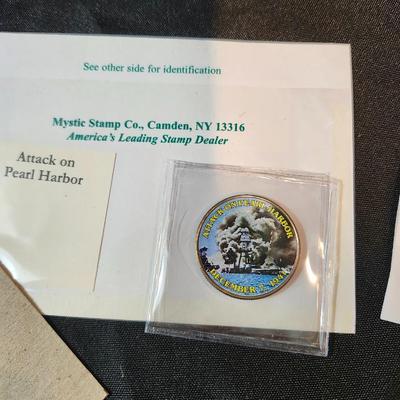 See other side for identification
Mystic Stamp Co., Camden, NY 13316
America's Leading Stamp Dealer
Attack on
Pearl Harbor
ATTACK ON PEARL HARBOR
DECEMBER 7, 1941